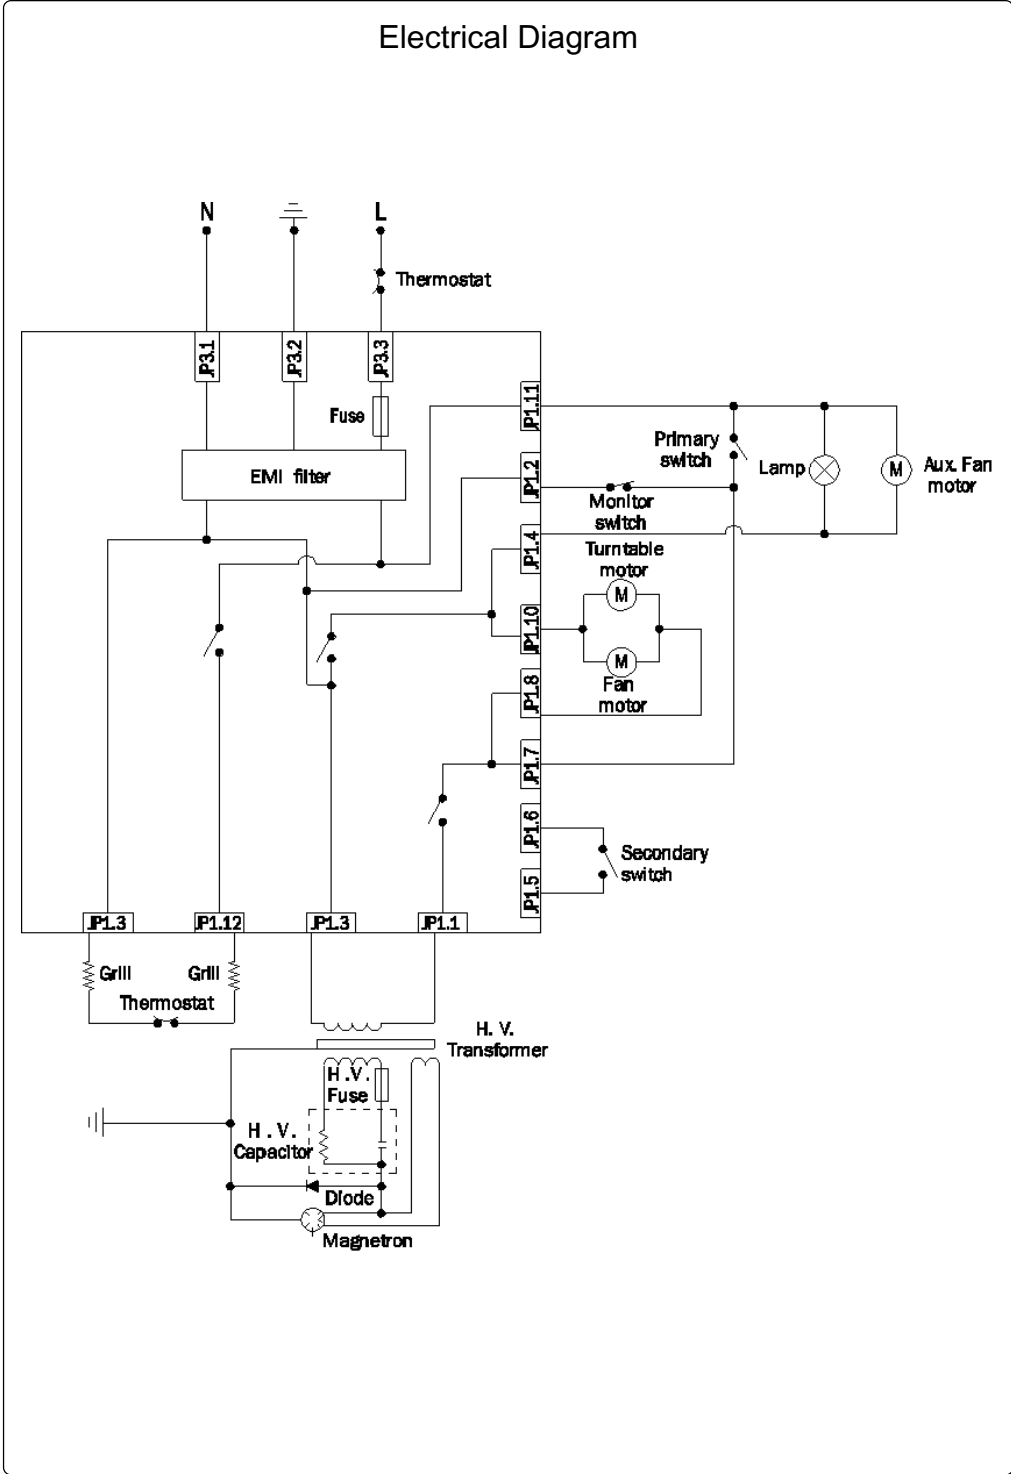 Electrical Diagram
N
L
Thermostat
JP3.1
JP3.2
JP3.3
Fuse
EMI filter
JP1.11
JP1.2
JP1.4
JP1.10
JP1.8
JP1.7
JP1.6
JP1.5
Primary
switch
Lamp
M
Aux. Fan
motor
Monitor
switch
Turntable
motor
M
M
Fan
motor
Secondary
switch
JP1.3
JP1.12
JP1.3
JP1.1
Grill
Grill
Thermostat
H. V.
Transformer
H .V.
Fuse
H . V.
Capacitor
Diode
Magnetron